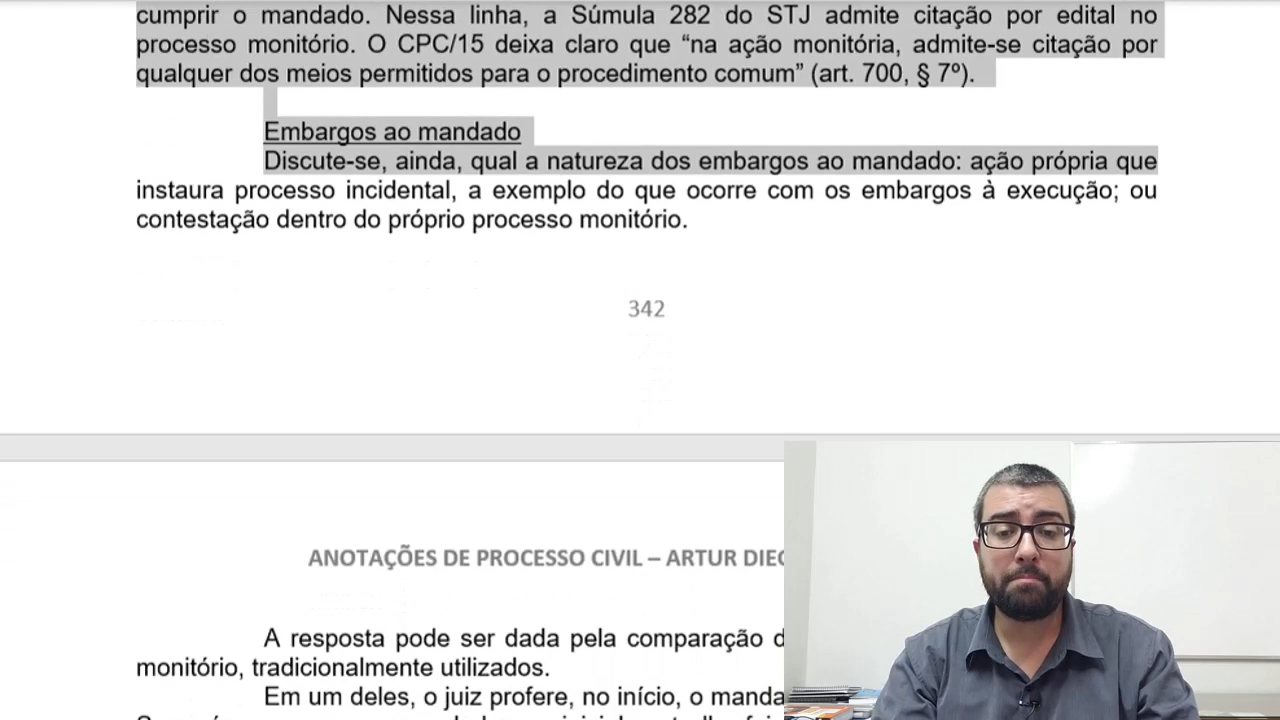 cumprir o mandado. Nessa linha, a Súmula 282 do STJ admite citação por edital no
processo monitório. O CPC/15 deixa claro que “na ação monitória, admite-se citação por
qualquer dos meios permitidos para o procedimento comum” (art. 700, § 7º).
Embargos ao mandado
Discute-se, ainda, qual a natureza dos embargos ao mandado: ação própria que
instaura processo incidental, a exemplo do que ocorre com os embargos à execução; ou
contestação dentro do próprio processo monitório.
342
ANOTAÇÕES DE PROCESSO CIVIL – ARTUR
A resposta pode ser dada pela comparação
monitório, tradicionalmente utilizados.
Em um deles, o juiz profere, no início, o